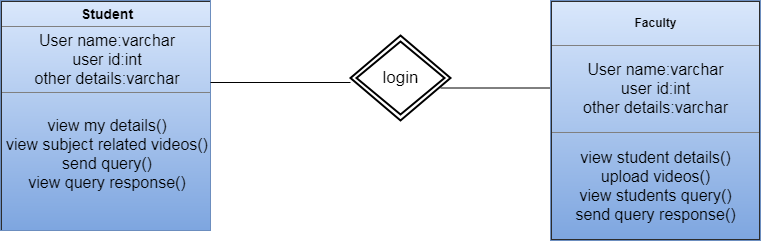 Student
User name:varchar
user id:int
other details:varchar
view my details()
view subject related videos()
send query()
view query response()
login
Faculty
User name:varchar
user id:int
other details:varchar
view student details()
upload videos()
view students query()
send query response()